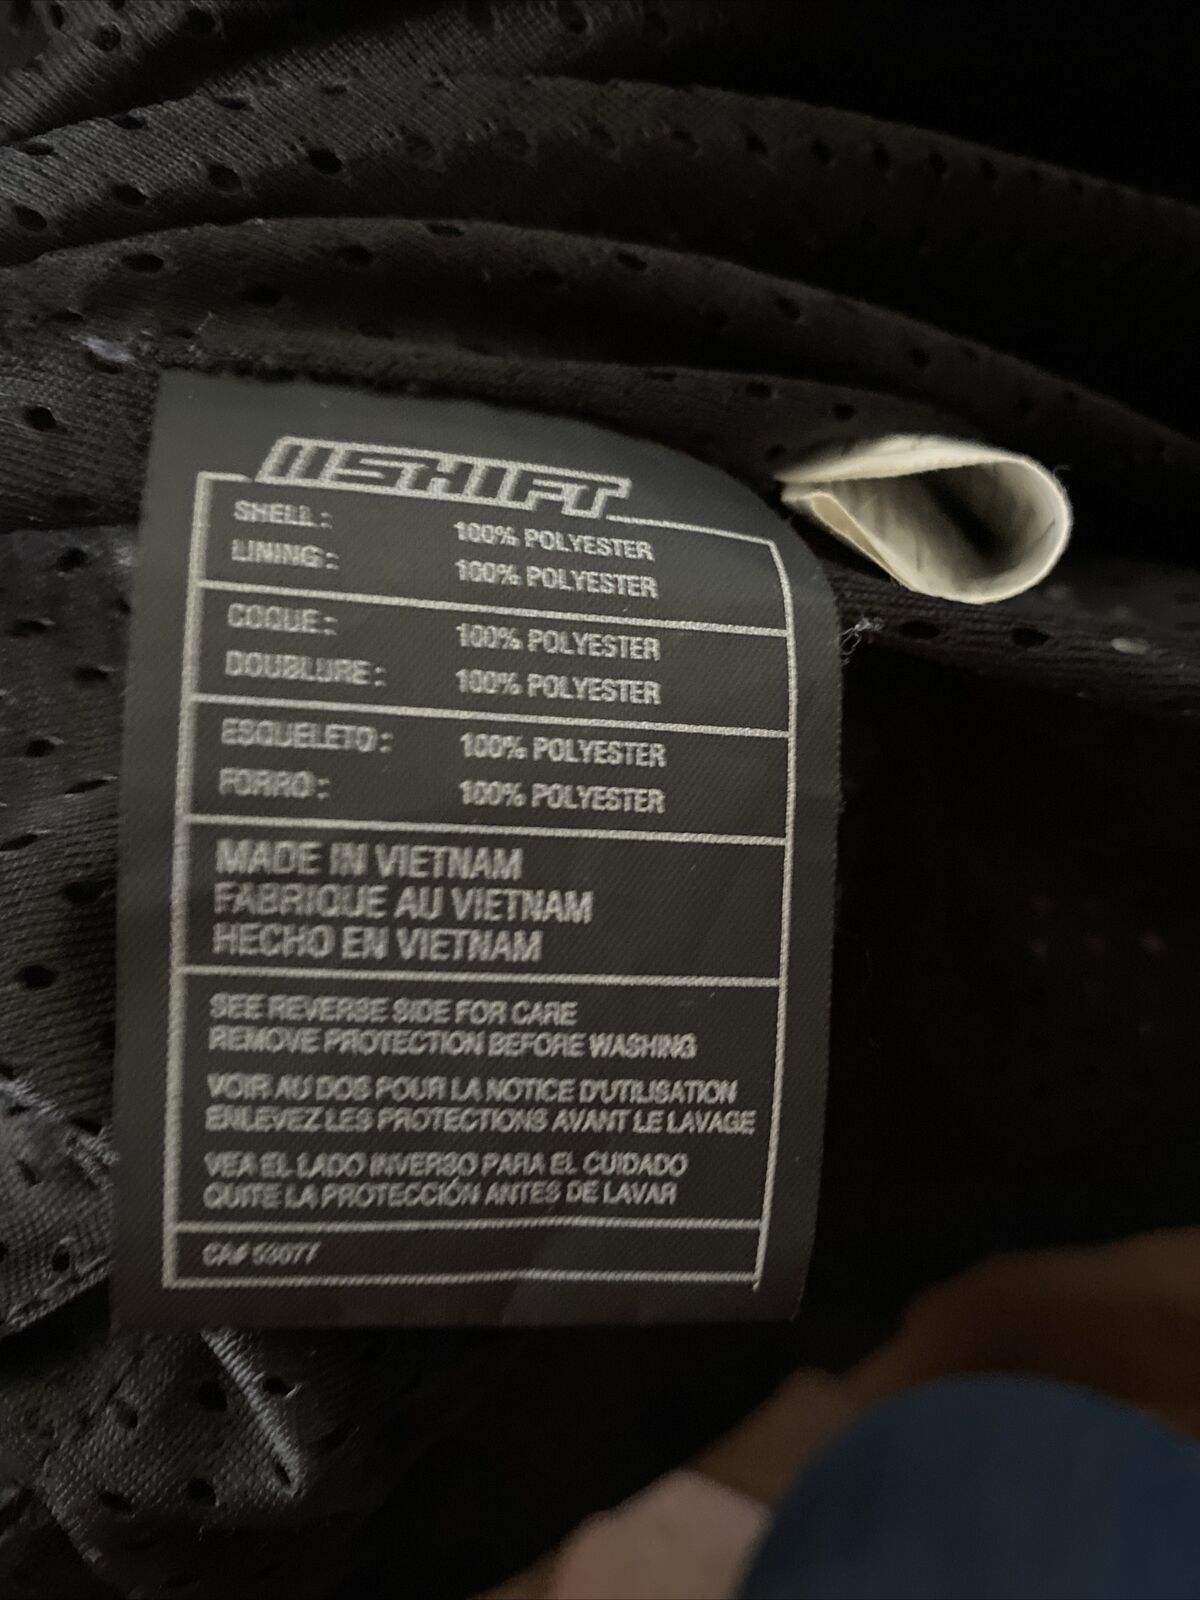 SHIFT
SHELL: 100% POLYESTER
LINING: 100% POLYESTER
COQUE: 100% POLYESTER
DOUBLURE: 100% POLYESTER
ESQUELETO: 100% POLYESTER
FORRO: 100% POLYESTER
MADE IN VIETNAM
FABRIQUE AU VIETNAM
HECHO EN VIETNAM
SEE REVERSE SIDE FOR CARE
REMOVE PROTECTION BEFORE WASHING
VOIR AU DOS POUR LA NOTICE D'UTILISATION
ENLEVEZ LES PROTECTIONS AVANT LE LAVAGE
VEA EL LADO INVERSO PARA EL CUIDADO
QUITE LA PROTECCIÓN ANTES DE LAVAR
CA# 53077